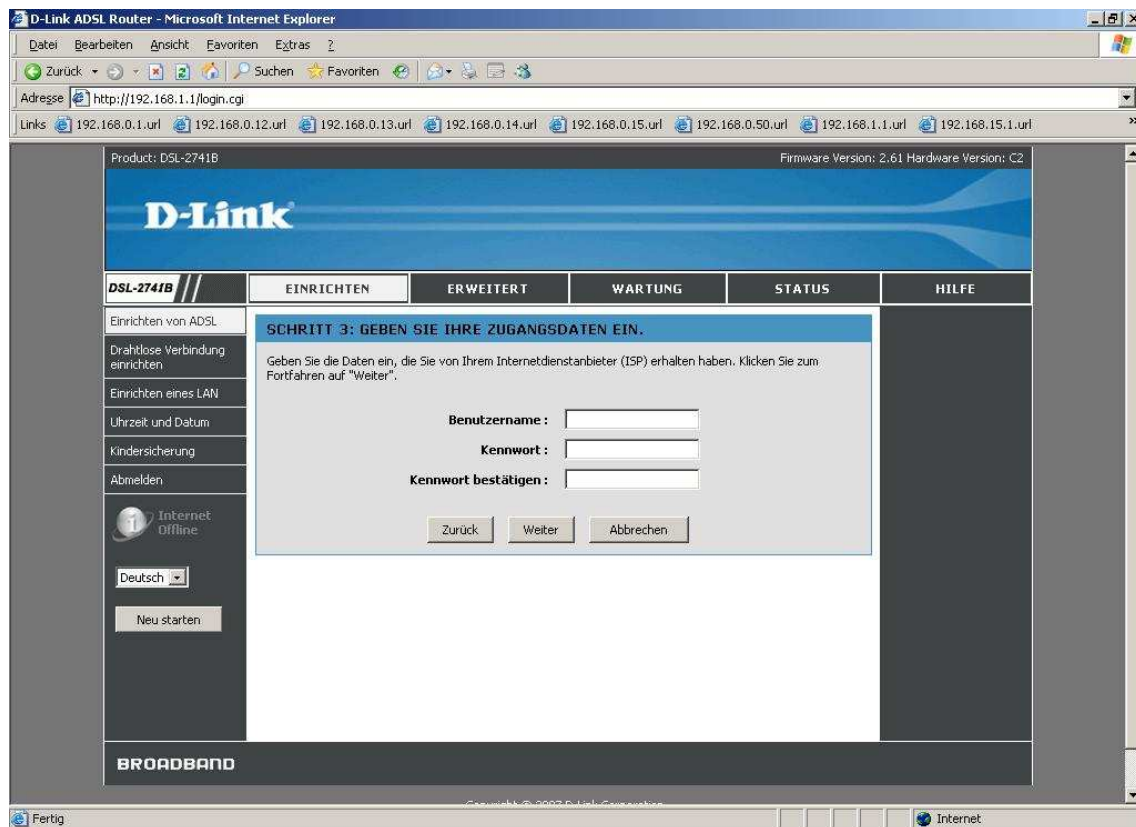 D-Link ADSL Router - Microsoft Internet Explorer
Datei Bearbeiten Ansicht Favoriten Extras ?
Zurück Suchen Favoriten
Adresse http://192.168.1.1/login.cgi
Links 192.168.0.1.url 192.168.0.12.url 192.168.0.13.url 192.168.0.14.url 192.168.0.15.url 192.168.0.50.url 192.168.1.1.url 192.168.15.1.url
Product: DSL-2741B Firmware Version: 2.61 Hardware Version: C2
D-Link
DSL-2741B EINRICHTEN ERWEITERT WARTUNG STATUS HILFE
Einrichten von ADSL
Drahtlose Verbindung
einrichten
Einrichten eines LAN
Uhrzeit und Datum
Kindersicherung
Abmelden
Internet
Offline
Deutsch
Neu starten
SCHRITT 3: GEBEN SIE IHRE ZUGANGSDATEN EIN.
Geben Sie die Daten ein, die Sie von Ihrem Internetdienstanbieter (ISP) erhalten haben. Klicken Sie zum
Fortfahren auf "Weiter".
Benutzername :
Kennwort :
Kennwort bestätigen :
Zurück Weiter Abbrechen
BROADBAND
Copyright © 2007 D-Link Corporation
Fertig Internet